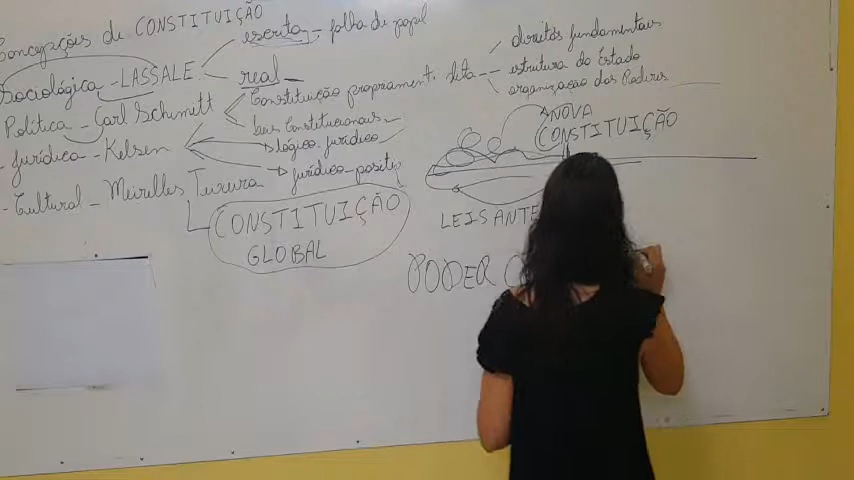 Concepções de CONSTITUIÇÃO
Sociológica - LASSALE
escrita - folha de papel
real
Política - Carl Schimett
Constituição propriament. dita
direitos fundamentais
estrutura do Estado
organização dos Poderes
Leis Constitucionais
Jurídica - Kelsen
lógico-jurídico
jurídico-positivo
- Cultural - Meirelles Teixeira
CONSTITUIÇÃO
GLOBAL
NOVA
CONSTITUIÇÃO
LEIS ANTE
PODER